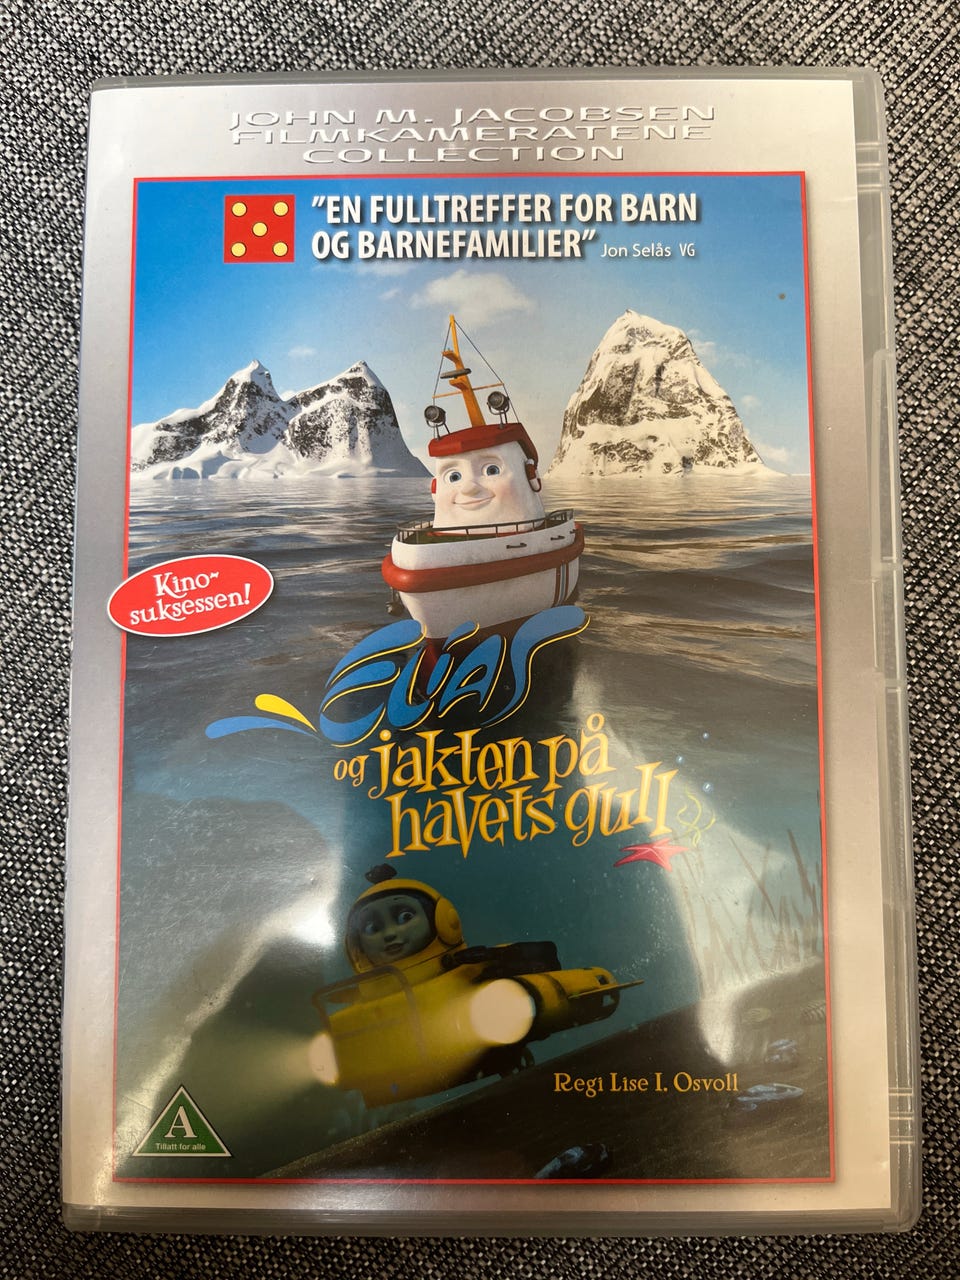 JOHN M. JACOBSEN
FILMKAMERATENE
COLLECTION
"EN FULLTREFFER FOR BARN
OG BARNEFAMILIER" Jon Selås VG
Kino-
suksessen!
ELIAS
og jakten på
havets gull
Regi Lise I. Osvoll
A
Tillatt for alle